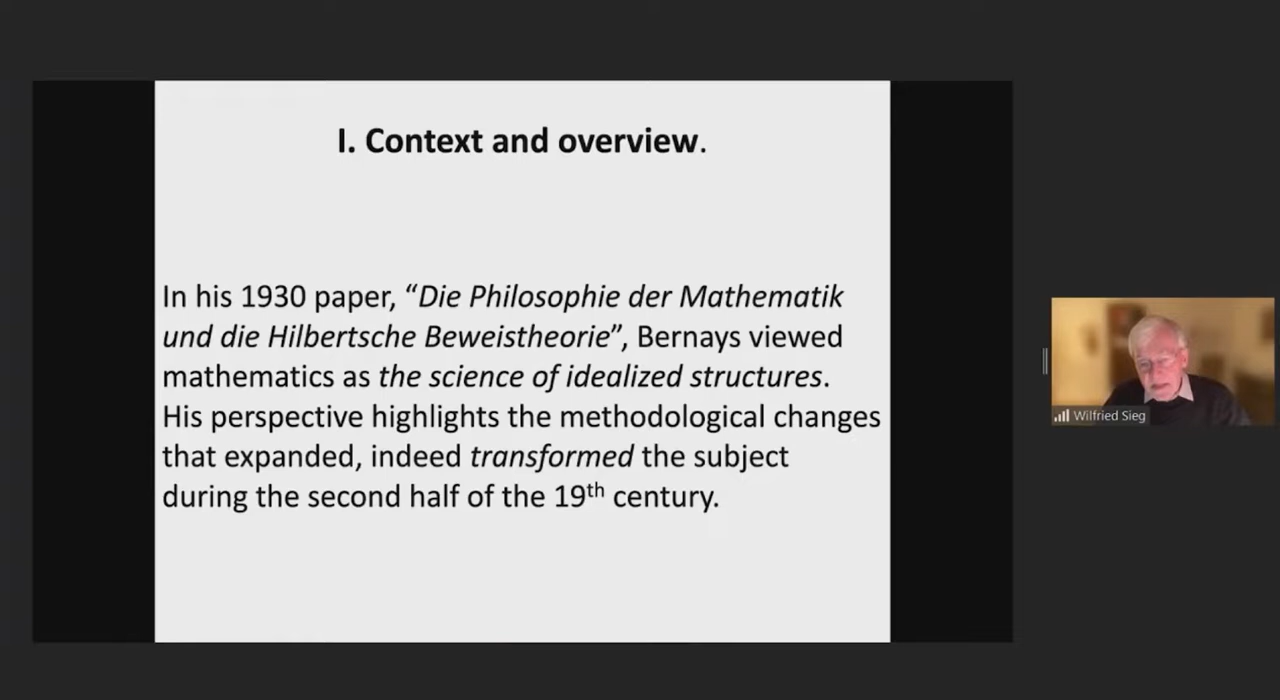 I. Context and overview.
In his 1930 paper, “Die Philosophie der Mathematik
und die Hilbertsche Beweistheorie”, Bernays viewed
mathematics as the science of idealized structures.
His perspective highlights the methodological changes
that expanded, indeed transformed the subject
during the second half of the 19th century.
Wilfried Sieg